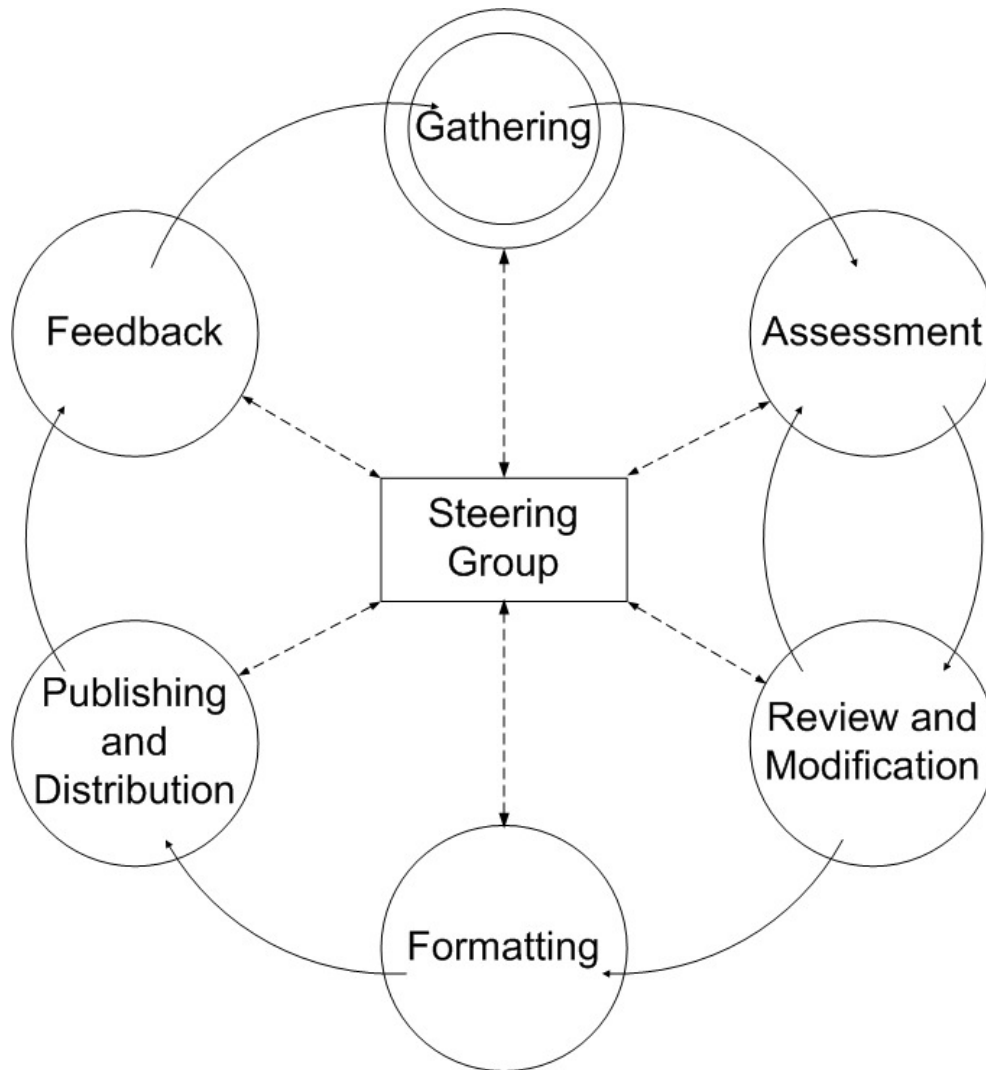 Gathering
Feedback
Assessment
Steering
Group
Publishing
and
Distribution
Review and
Modification
Formatting